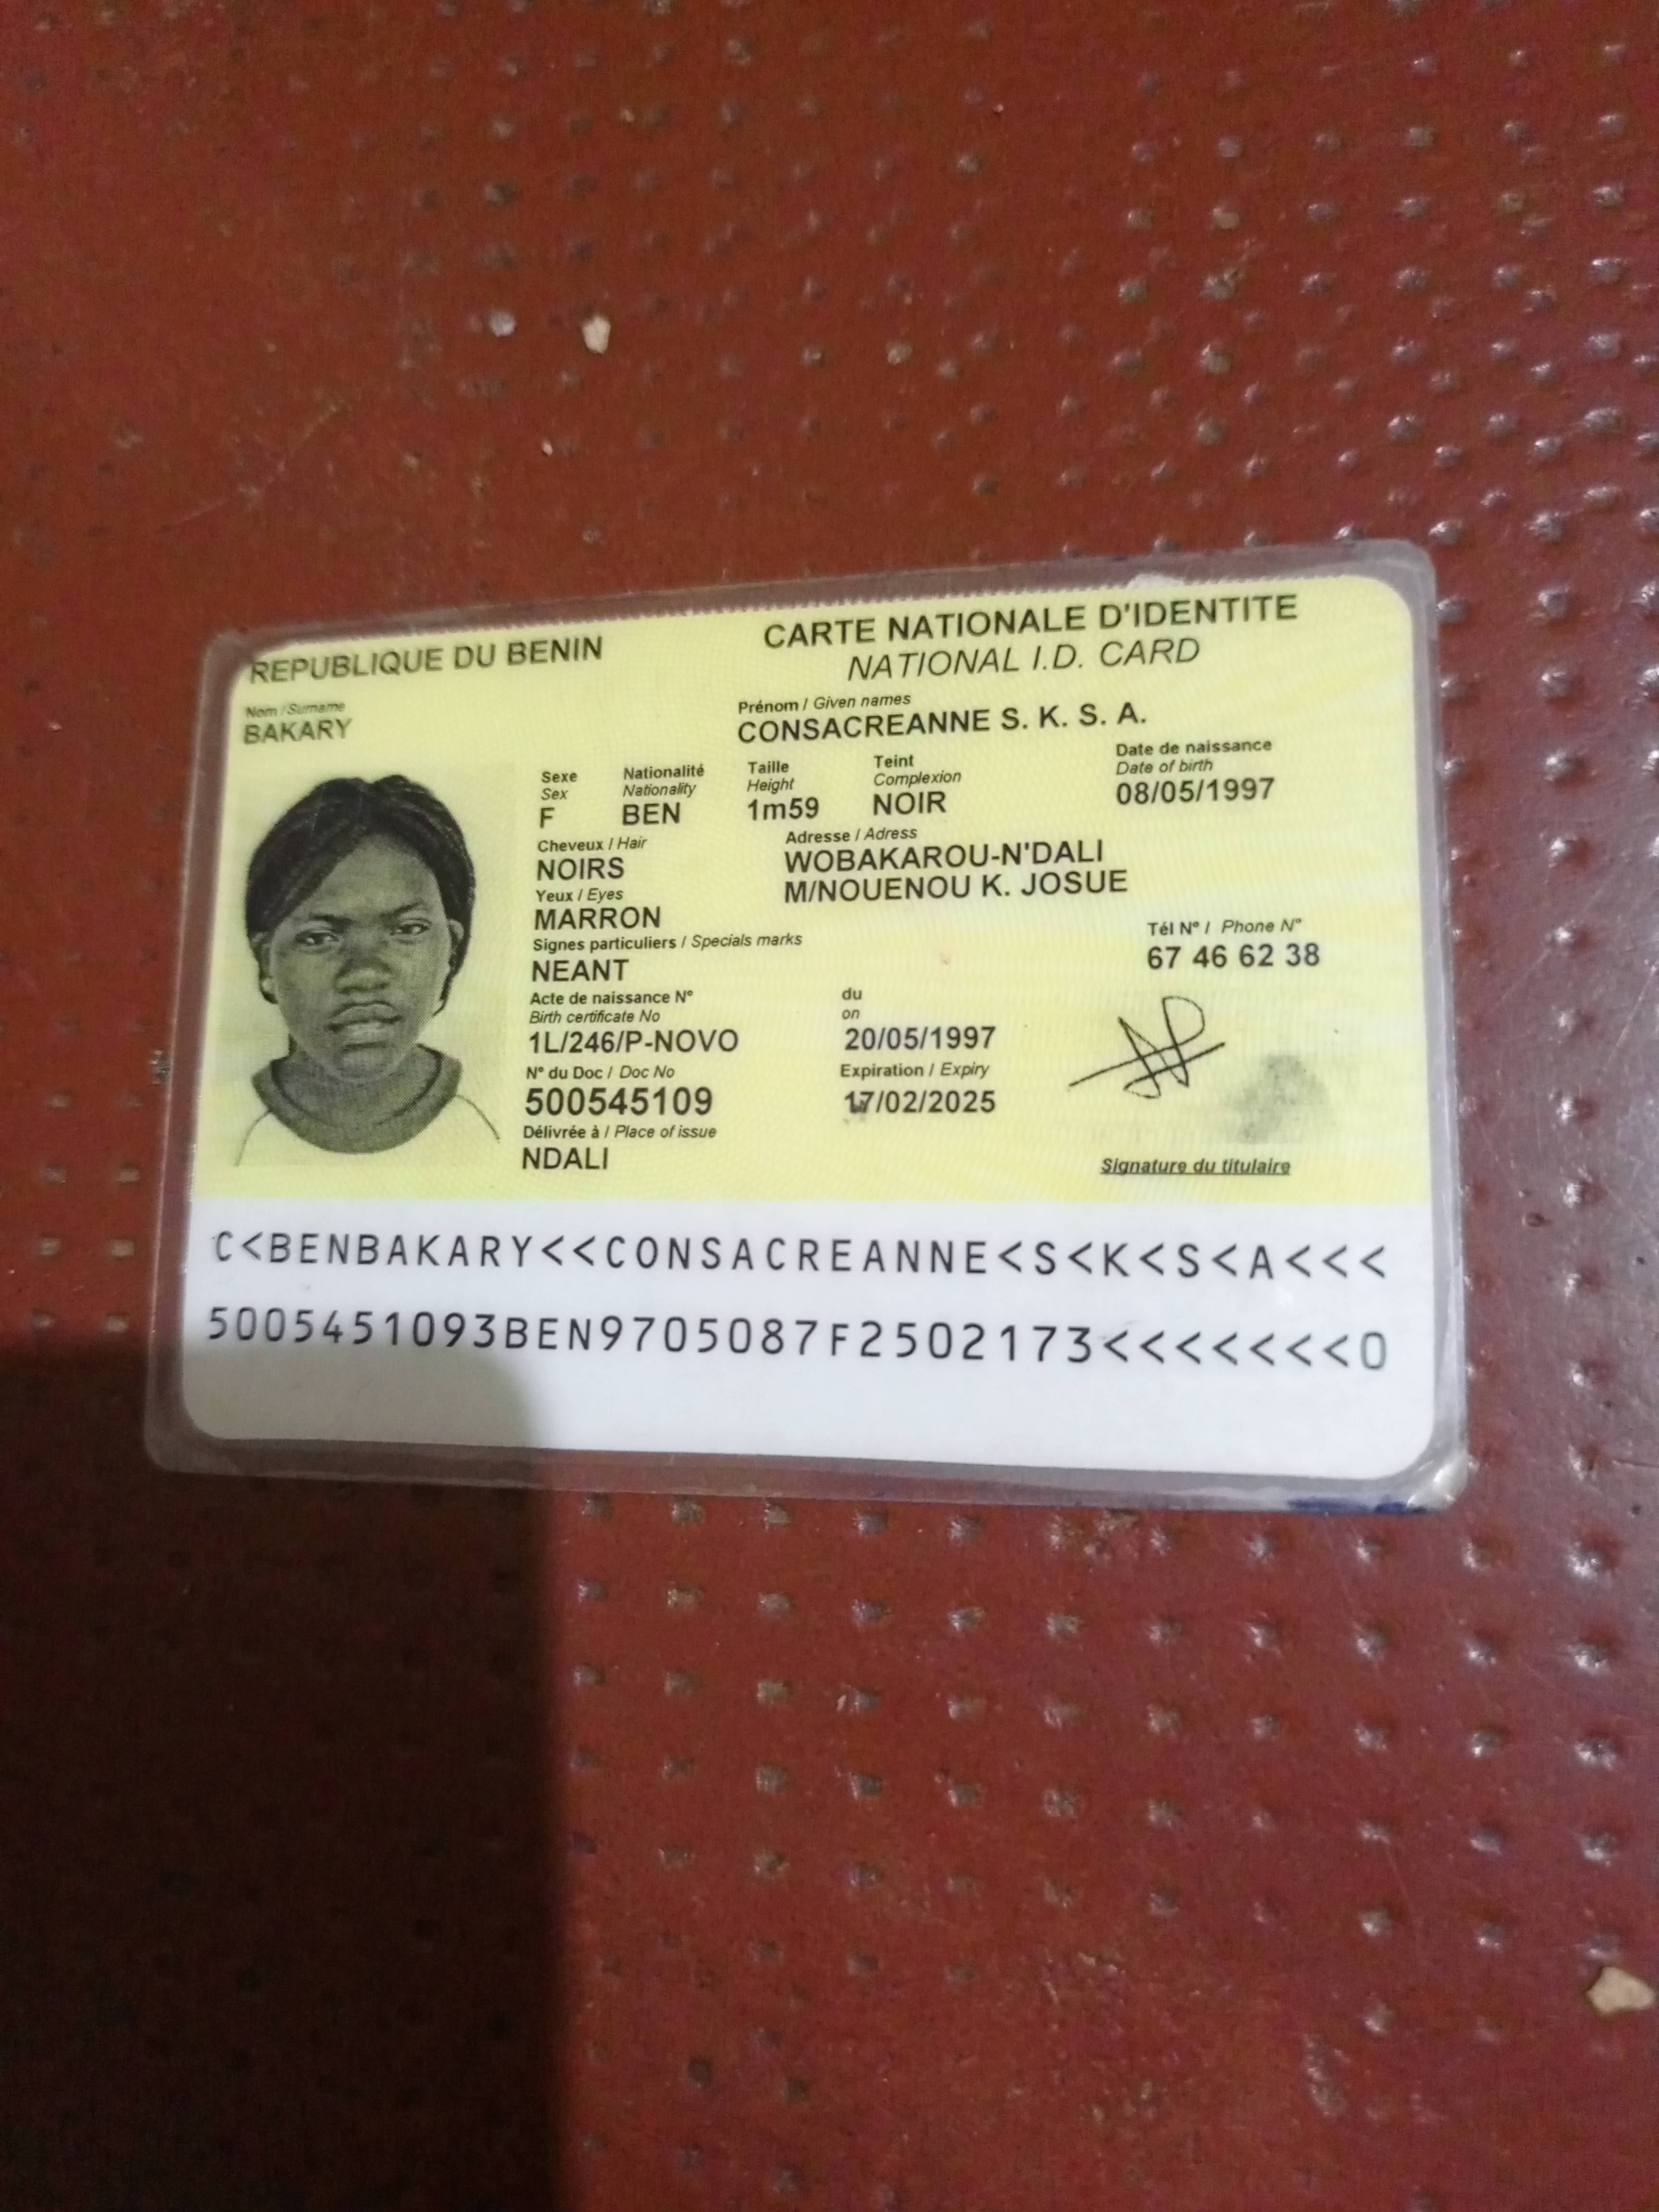 REPUBLIQUE DU BENIN
CARTE NATIONALE D'IDENTITE
NATIONAL I.D. CARD
Nom / Surname
BAKARY
Prénom / Given names
CONSACREANNE S. K. S. A.
Sexe
Sex
F
Nationalité
Nationality
BEN
Taille
Height
1m59
Teint
Complexion
NOIR
Date de naissance
Date of birth
08/05/1997
Cheveux / Hair
NOIRS
Adresse / Adress
WOBAKAROU-N'DALI
M/NOUENOU K. JOSUE
Yeux / Eyes
MARRON
Signes particuliers / Specials marks
NEANT
Tél N° / Phone N°
67 46 62 38
Acte de naissance N°
Birth certificate No
1L/246/P-NOVO
du
on
20/05/1997
N° du Doc / Doc No
500545109
Expiration / Expiry
17/02/2025
Délivrée à / Place of issue
NDALI
Signature du titulaire
C<BENBAKARY<<CONSACREANNE<S<K<S<A<<<
5005451093BEN9705087F2502173<<<<<<<0